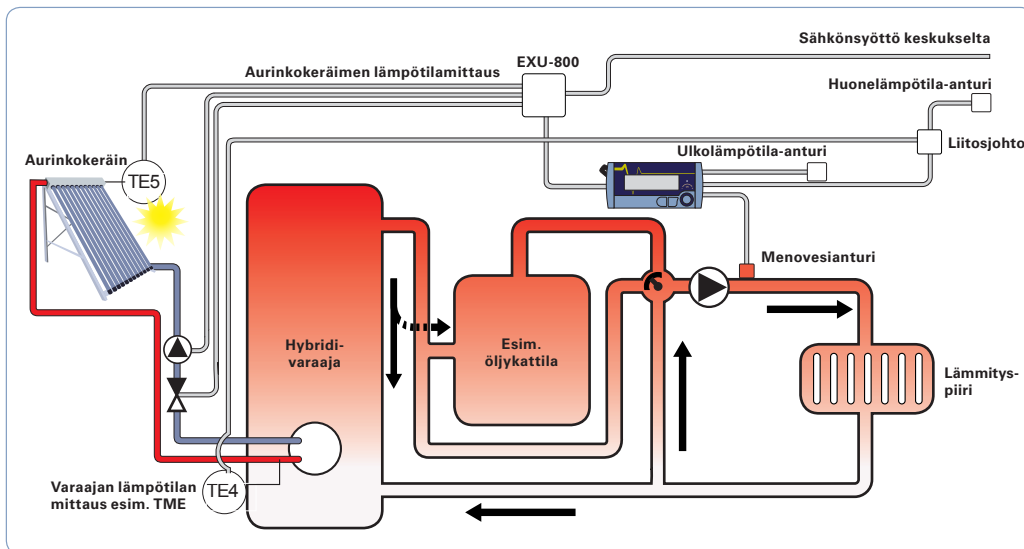 Sähkönsyöttö keskukselta
EXU-800
Aurinkokeräimen lämpötilamittaus
Huonelämpötila-anturi
Liitosjohto
Ulkolämpötila-anturi
Aurinkokeräin
TE5
Menovesianturi
Hybridi-
varaaja
Esim.
öljykattila
Lämmitys-
piiri
Varaajan lämpötilan
mittaus esim. TME
TE4